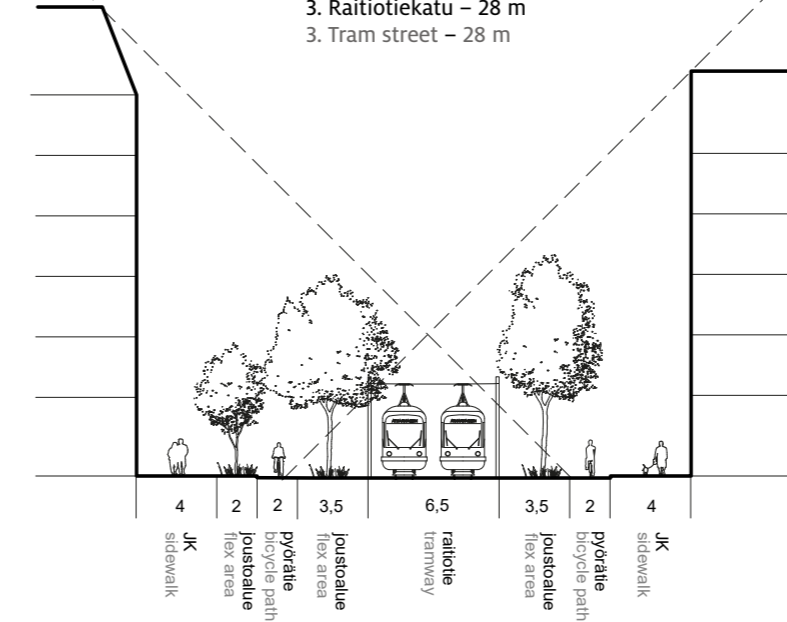 3. Raitiotiekatu – 28 m
3. Tram street – 28 m
4
2
2
3,5
6,5
3,5
2
4
JK
sidewalk
joustoalue
flex area
pyörätie
bicycle path
joustoalue
flex area
raitiotie
tramway
joustoalue
flex area
pyörätie
bicycle path
JK
sidewalk